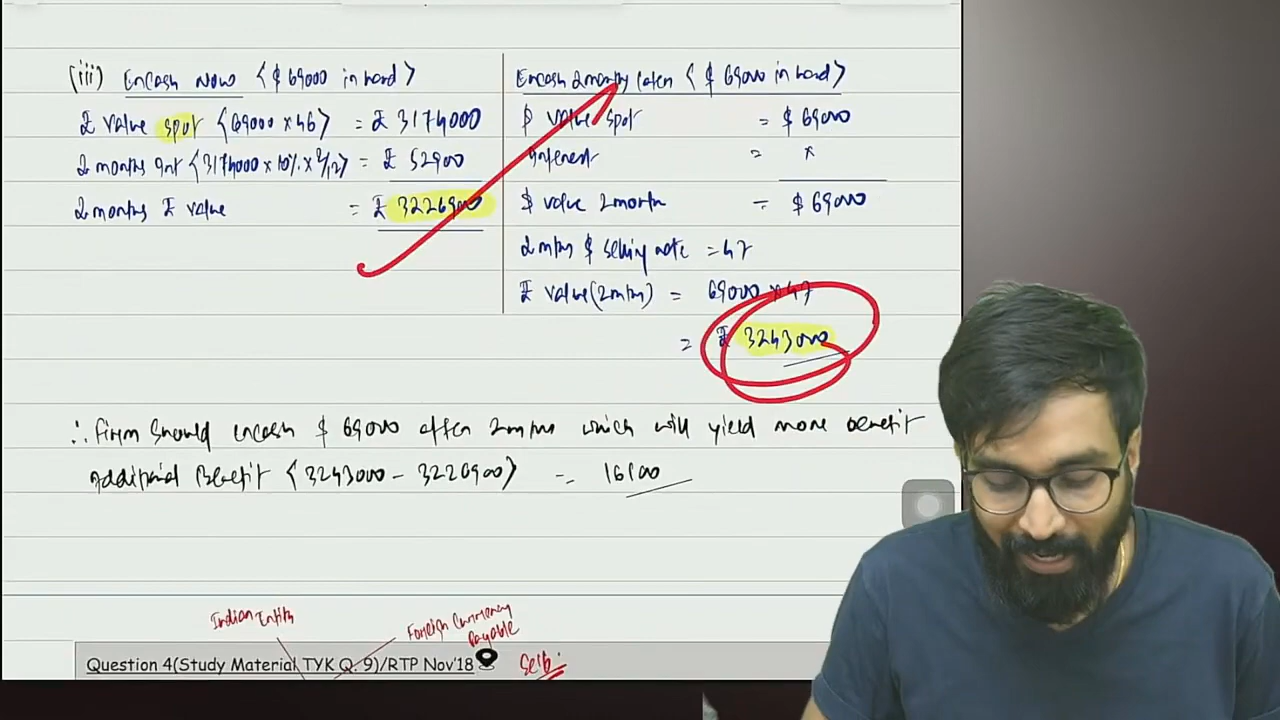 (iii) Encash Now < $ 69000 in hand >
₹ value spot < 69000 x 46 > = ₹ 3174000
2 months Int < 3174000 x 10% x 2/12 > = ₹ 52900
2 months ₹ value = ₹ 3226900
Encash 2 months later < $ 69000 in hand >
$ value spot = $ 69000
Interest = x
$ value 2 month = $ 69000
2 mths $ selling rate = 47
₹ value (2 mths) = 69000 x 47
= ₹ 3243000
∴ Firm should encash $ 69000 after 2 mths which will yield more benefit
Additional Benefit < 3243000 - 3226900 > = 16100
Indian Entity
Foreign Currency
Payable
Question 4(Study Material TYK Q. 9)/RTP Nov'18